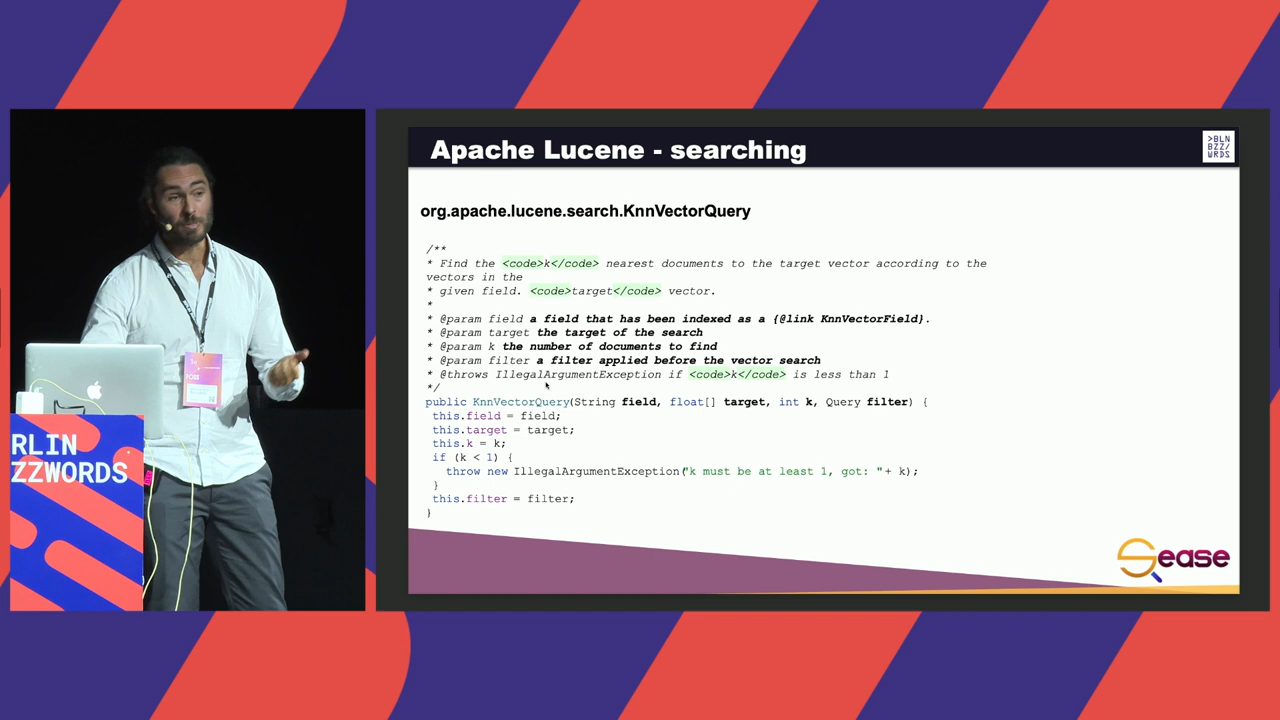 Apache Lucene - searching
>BLN
BZZ/
WRDS
org.apache.lucene.search.KnnVectorQuery
/**
* Find the <code>k</code> nearest documents to the target vector according to the
vectors in the
* given field. <code>target</code> vector.
*
* @param field a field that has been indexed as a {@link KnnVectorField}.
* @param target the target of the search
* @param k the number of documents to find
* @param filter a filter applied before the vector search
* @throws IllegalArgumentException if <code>k</code> is less than 1
*/
public KnnVectorQuery(String field, float[] target, int k, Query filter) {
this.field = field;
this.target = target;
this.k = k;
if (k < 1) {
throw new IllegalArgumentException("k must be at least 1, got: "+ k);
}
this.filter = filter;
}
Sease
RLIN
ZZWORDS